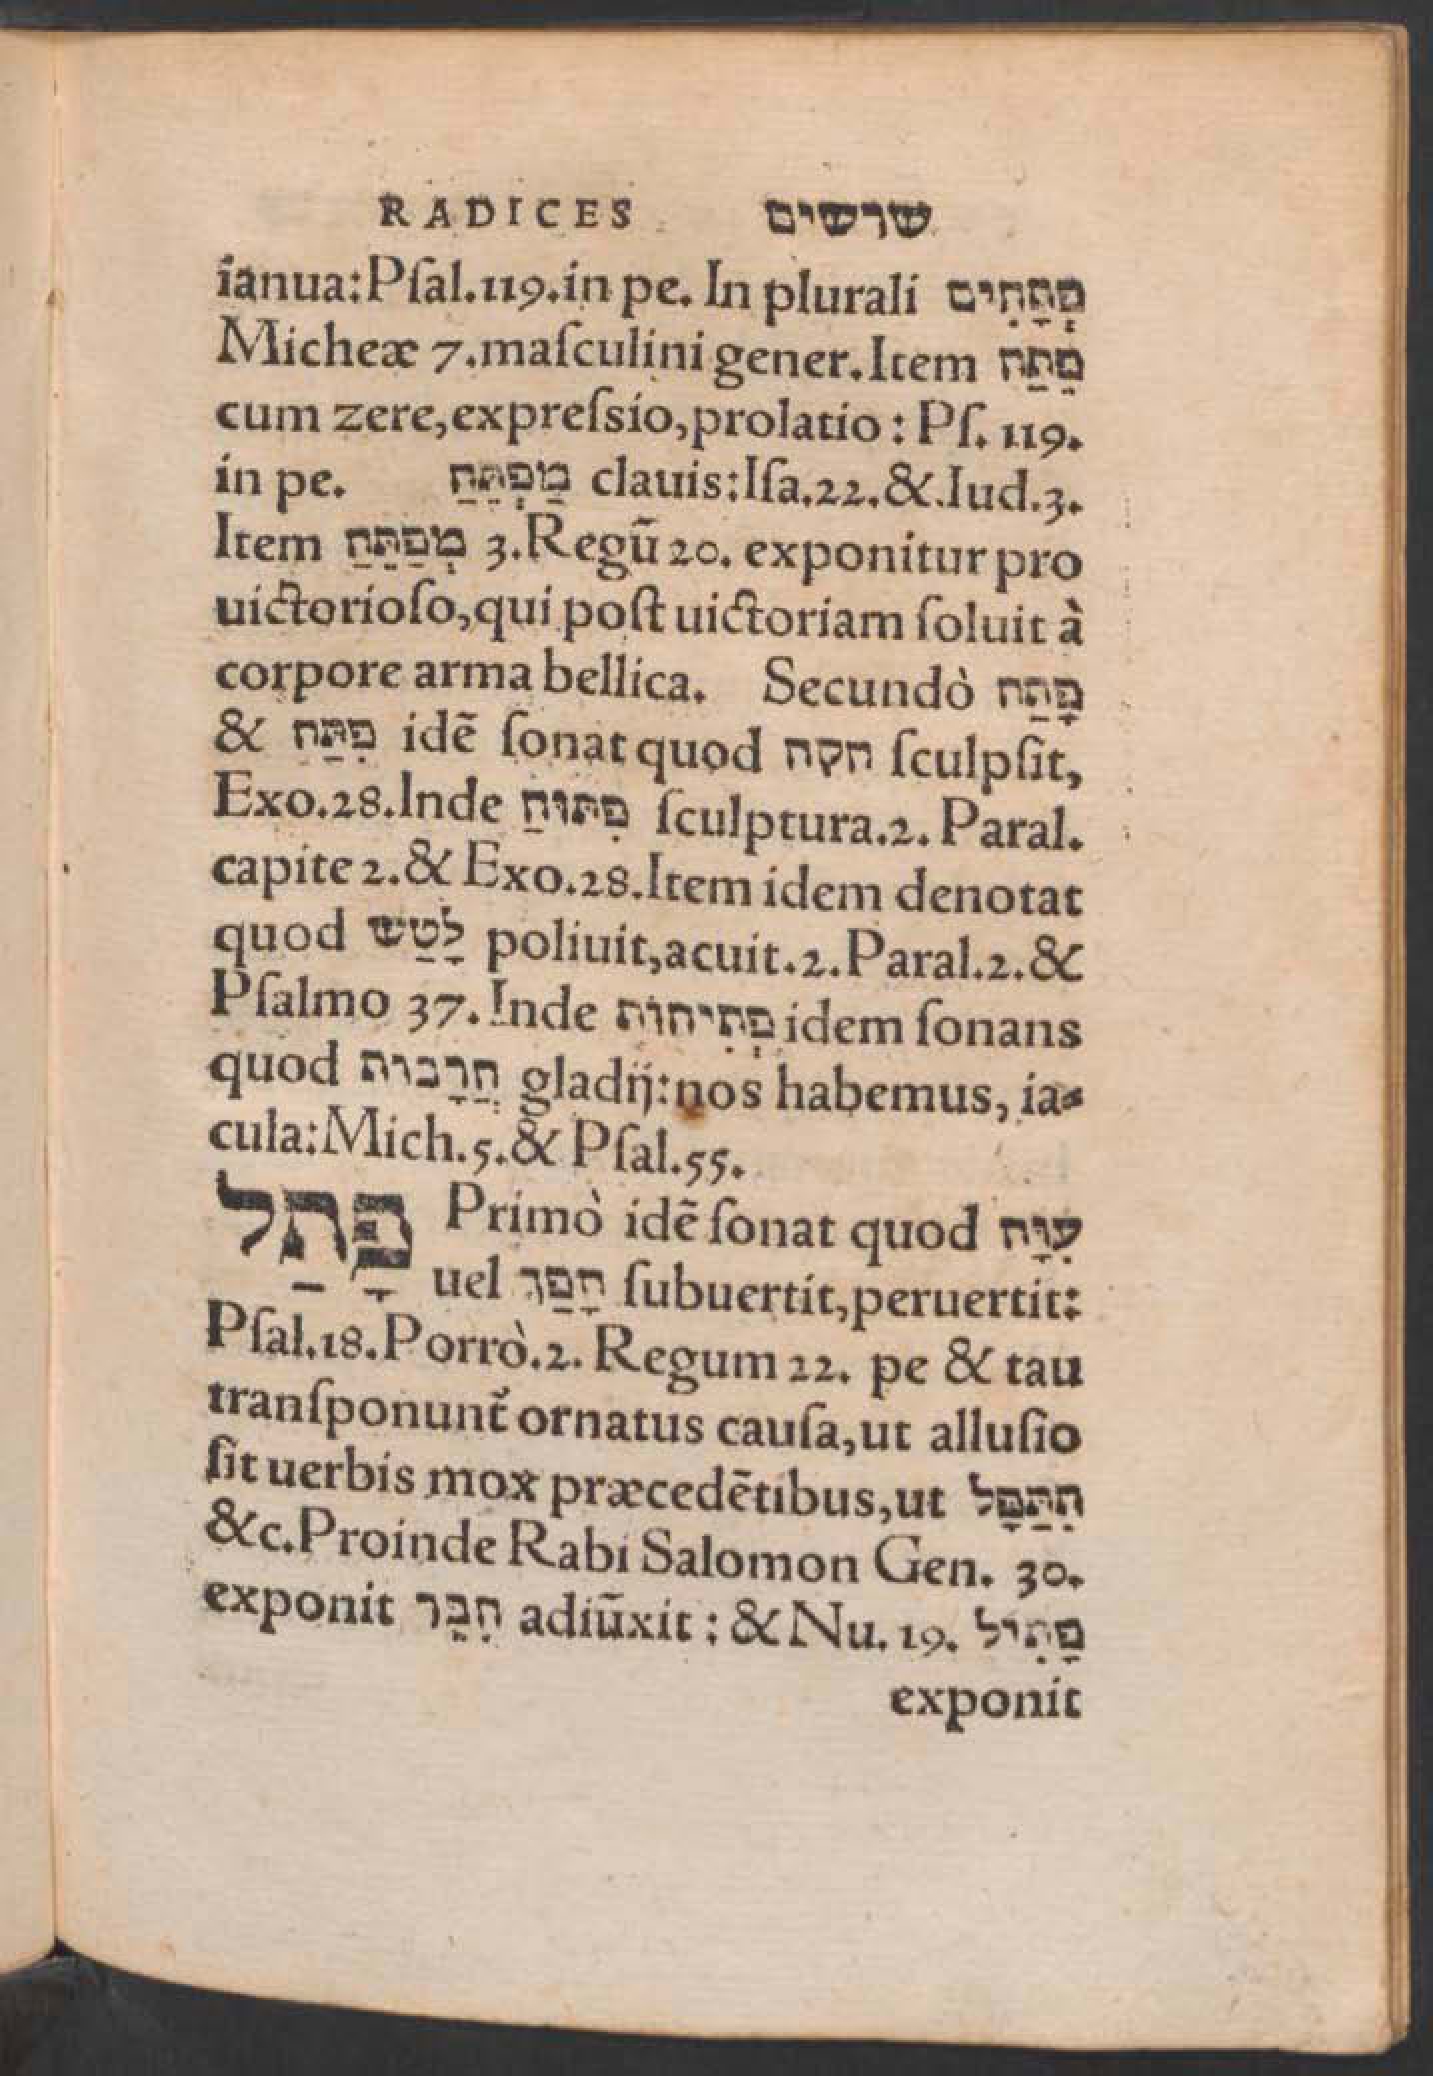 RADICES שרשים
ianua:Pſal.119.in pe. In plurali פְּתָחִים
Micheæ 7.maſculini gener.Item פֵּתַח
cum zere,expreſsio,prolatio : Pſ. 119.
in pe. מַפְתֵּחַ clauis:Iſa.22.& Iud.3.
Item מְפַתֵּחַ 3.Regũ 20. exponitur pro
uictorioſo,qui poſt uictoriam ſoluit à
corpore arma bellica. Secundò פָּתַח
& פִּתַּח idẽ ſonat quod חקה ſculpſit,
Exo.28.Inde פִּתּוּחַ ſculptura.2. Paral.
capite 2.& Exo.28.Item idem denotat
quod לָטַשׁ poliuit,acuit.2.Paral.2.&
Pſalmo 37.Inde פְּתִיחוֹת idem ſonans
quod חֲרָבוֹת gladij:nos habemus, ia⸗
cula:Mich.5.& Pſal.55.
פָּתַל Primò idẽ ſonat quod עִוָּה
uel הָפַךְ ſubuertit,peruertit:
Pſal.18.Porrò.2. Regum 22. pe & tau
tranſponunt᷑ ornatus cauſa,ut alluſio
ſit uerbis mox præcedẽtibus,ut תִּתַּפָּל
&c.Proinde Rabi Salomon Gen. 30.
exponit חִבֵּר adiũxit : & Nu. 19. פָּתִיל
exponit